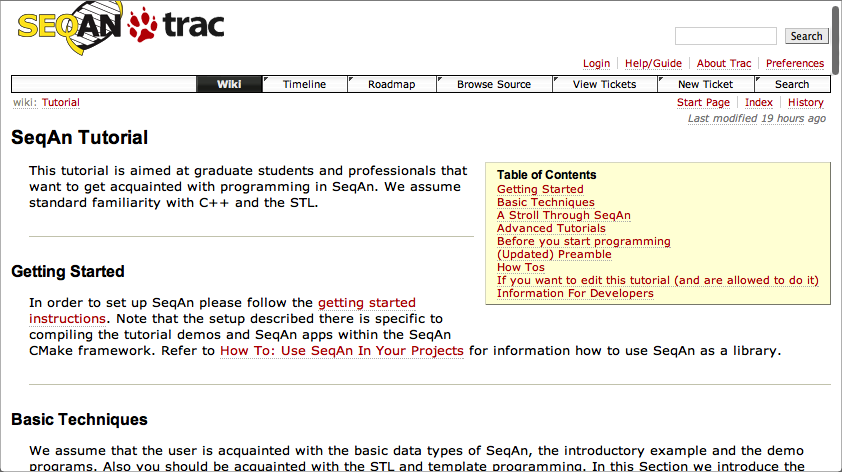 SEQAN trac
Search
Login Help/Guide About Trac Preferences
Wiki Timeline Roadmap Browse Source View Tickets New Ticket Search
wiki: Tutorial
Start Page Index History
Last modified 19 hours ago
SeqAn Tutorial
This tutorial is aimed at graduate students and professionals that
want to get acquainted with programming in SeqAn. We assume
standard familiarity with C++ and the STL.
Table of Contents
Getting Started
Basic Techniques
A Stroll Through SeqAn
Advanced Tutorials
Before you start programming
(Updated) Preamble
How Tos
If you want to edit this tutorial (and are allowed to do it)
Information For Developers
Getting Started
In order to set up SeqAn please follow the getting started
instructions. Note that the setup described there is specific to
compiling the tutorial demos and SeqAn apps within the SeqAn
CMake framework. Refer to How To: Use SeqAn In Your Projects for information how to use SeqAn as a library.
Basic Techniques
We assume that the user is acquainted with the basic data types of SeqAn, the introductory example and the demo
programs. Also you should be acquainted with the STL and template programming. In this Section we introduce the